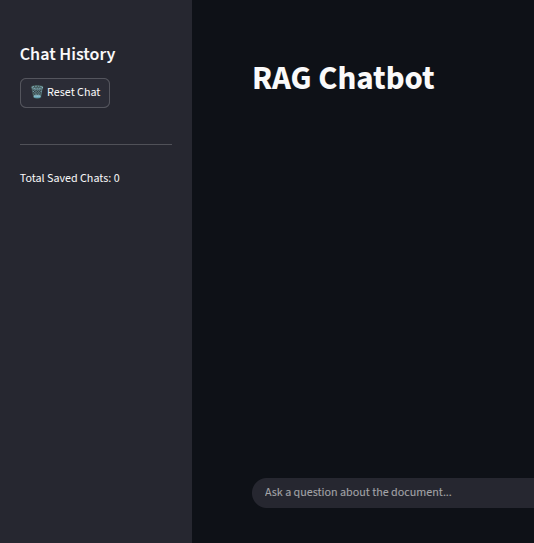 Chat History
🗑️ Reset Chat
Total Saved Chats: 0
RAG Chatbot
Ask a question about the document...